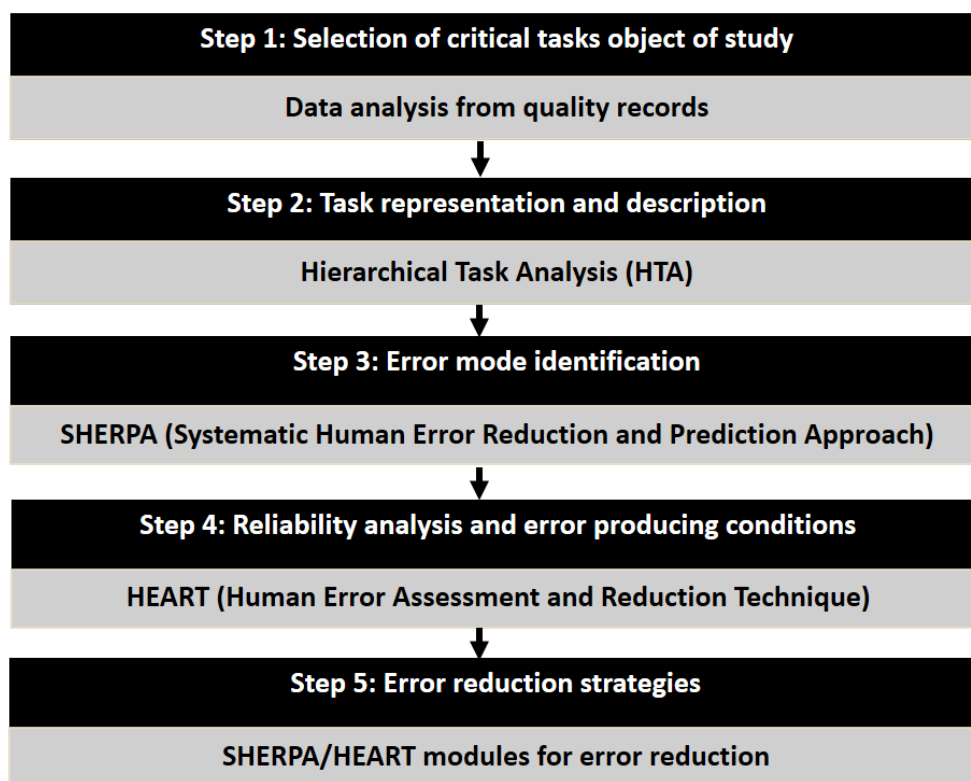 Step 1: Selection of critical tasks object of study
Data analysis from quality records
Step 2: Task representation and description
Hierarchical Task Analysis (HTA)
Step 3: Error mode identification
SHERPA (Systematic Human Error Reduction and Prediction Approach)
Step 4: Reliability analysis and error producing conditions
HEART (Human Error Assessment and Reduction Technique)
Step 5: Error reduction strategies
SHERPA/HEART modules for error reduction